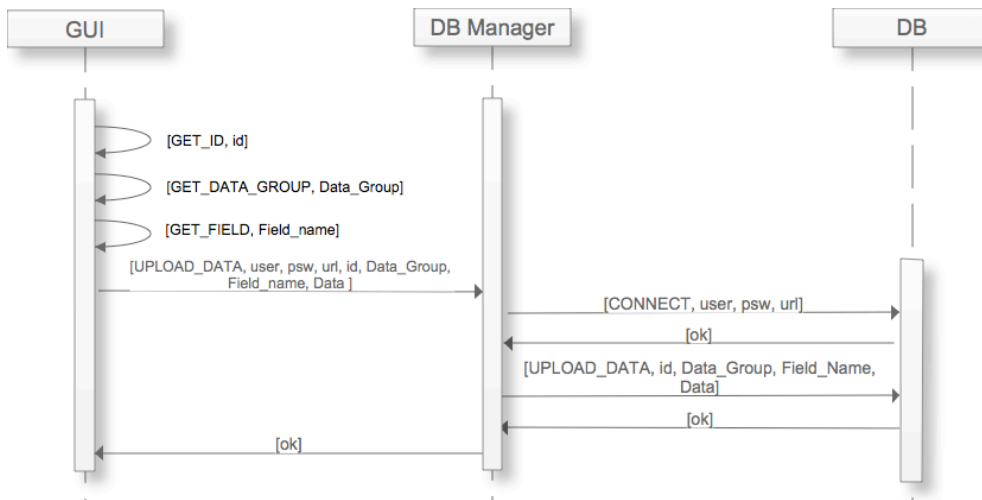 GUI
DB Manager
DB
[GET_ID, id]
[GET_DATA_GROUP, Data_Group]
[GET_FIELD, Field_name]
[UPLOAD_DATA, user, psw, url, id, Data_Group,
Field_name, Data ]
[CONNECT, user, psw, url]
[ok]
[UPLOAD_DATA, id, Data_Group, Field_Name,
Data]
[ok]
[ok]